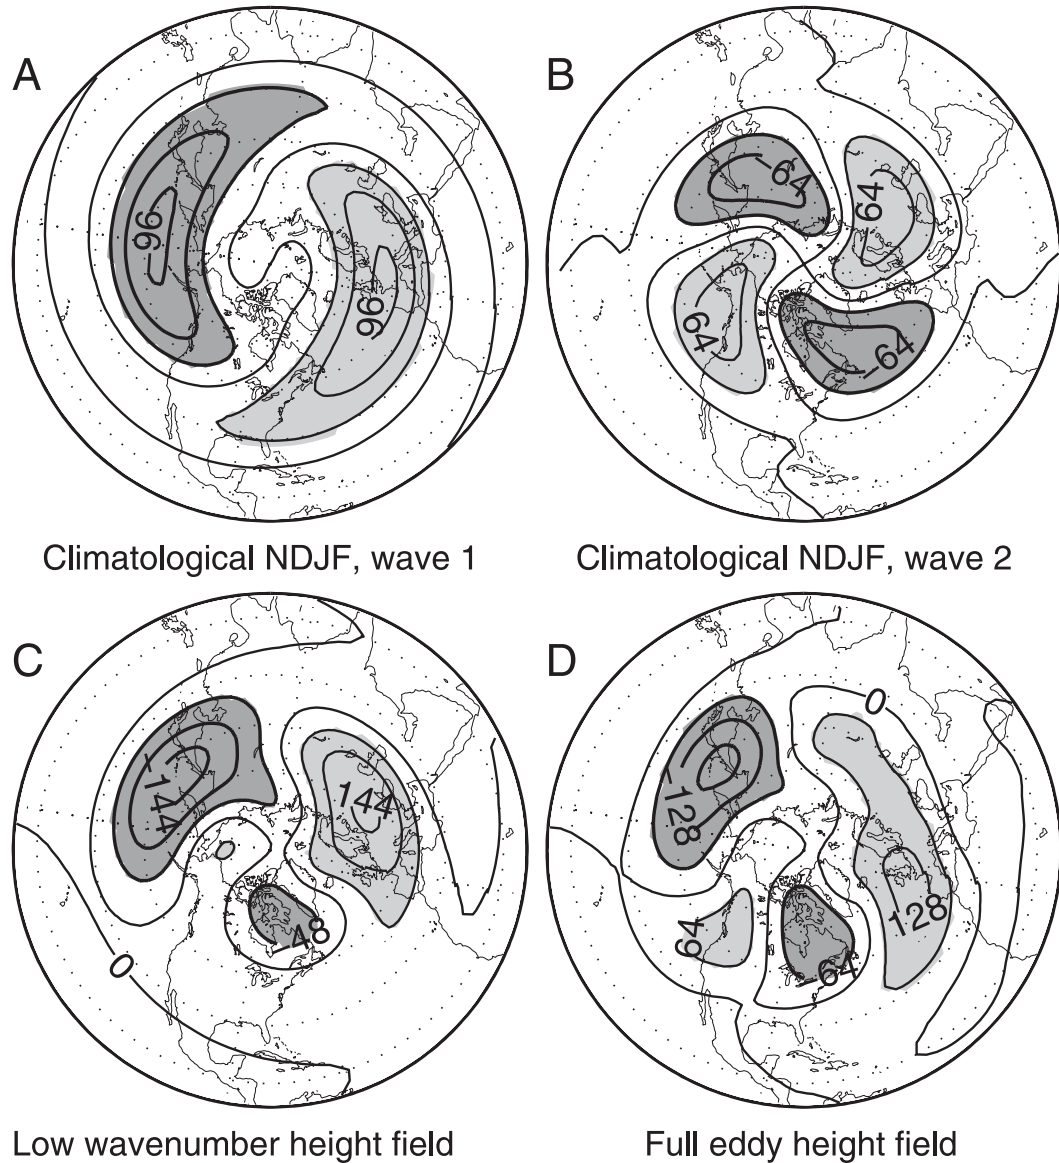 A
B
-96
96
-64
64
64
-64
Climatological NDJF, wave 1
Climatological NDJF, wave 2
C
D
-144
144
0
-48
0
0
-128
128
64
-64
Low wavenumber height field
Full eddy height field